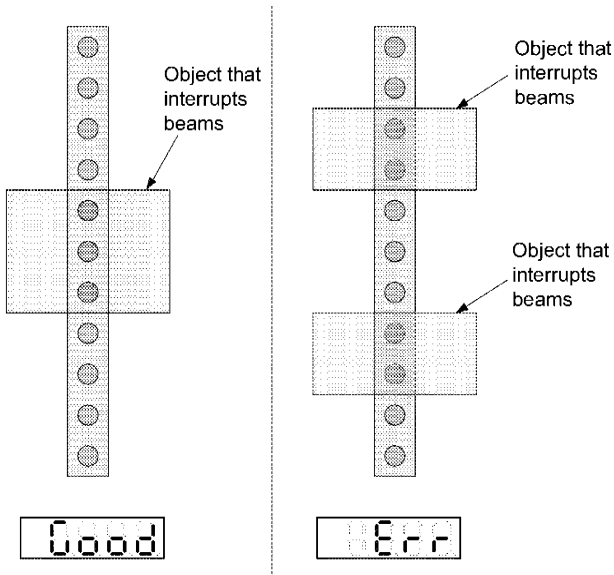 Object that
interrupts
beams
Good
Object that
interrupts
beams
Object that
interrupts
beams
Err